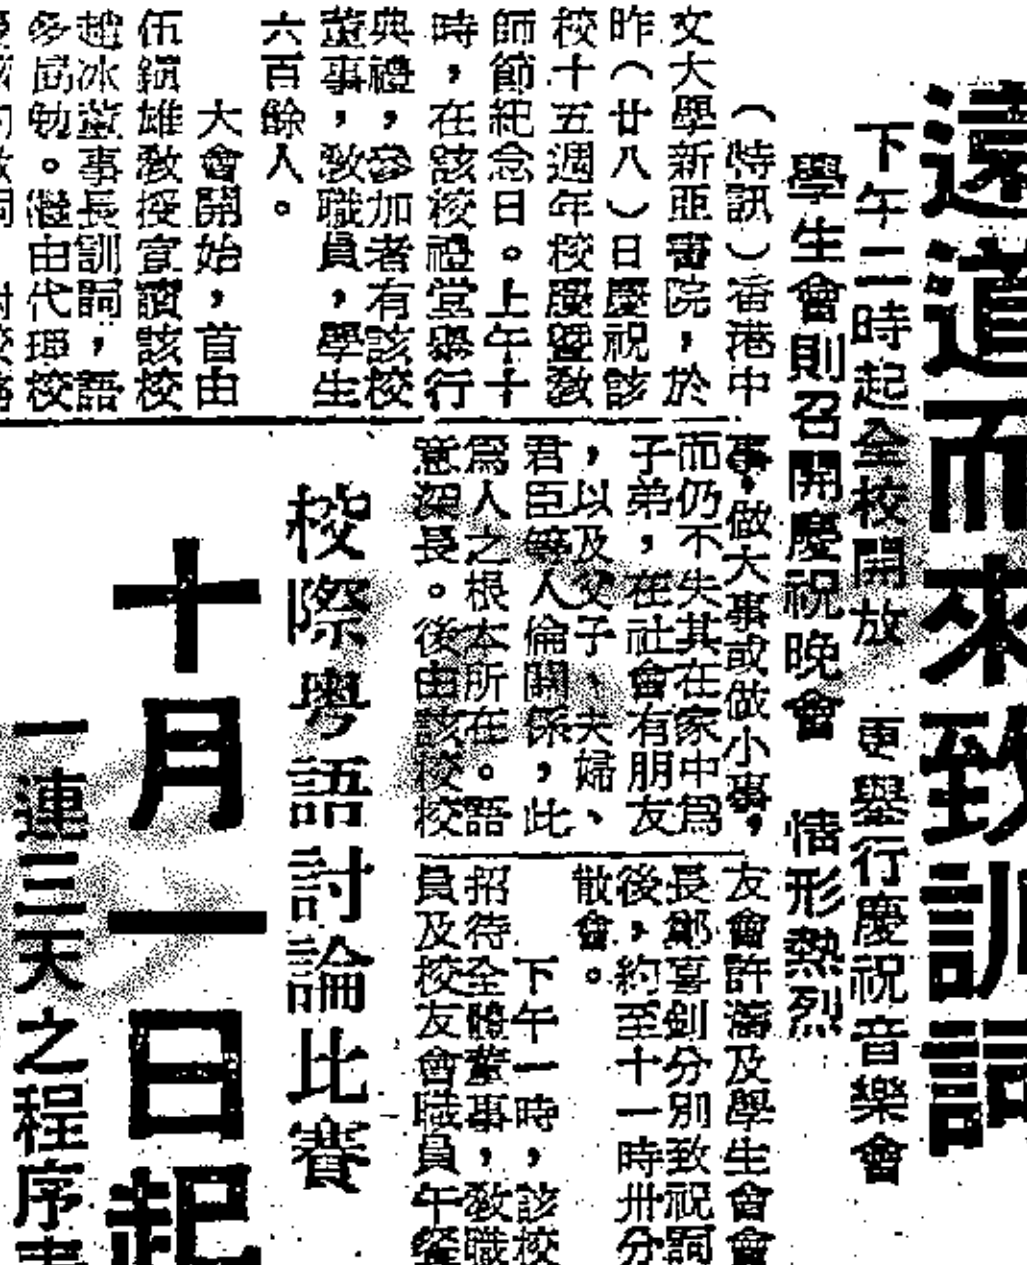 遠道而來致訓詞
下午二時起全校開放 更舉行慶祝音樂會
學生會則召開慶祝晚會 情形熱烈
（特訊）香港中
文大學新亞書院，於
昨（廿八）日慶祝該
校十五週年校慶暨教
師節紀念日。上午十
時，在該校禮堂舉行
典禮，參加者有該校
董事，教職員，學生
六百餘人。
大會開始，首由
伍鎮雄教授宣讀該校
趙冰董事長訓詞，語
多勗勉。繼由代理校
事，做大事或做小事，
而仍不失其在家中爲
子弟，在社會有朋友
，以及父子、夫婦、
君臣等人倫關係，此
爲人之根本所在。語
意深長。後由該校校
友會許濤及學生會會
長鄭喜釗分別致祝詞
後，約至十一時卅分
散會。
下午一時，該校
招待全體董事，教職
員及校友會職員午餐
校際粵語討論比賽
十月一日起
一連三天之程序